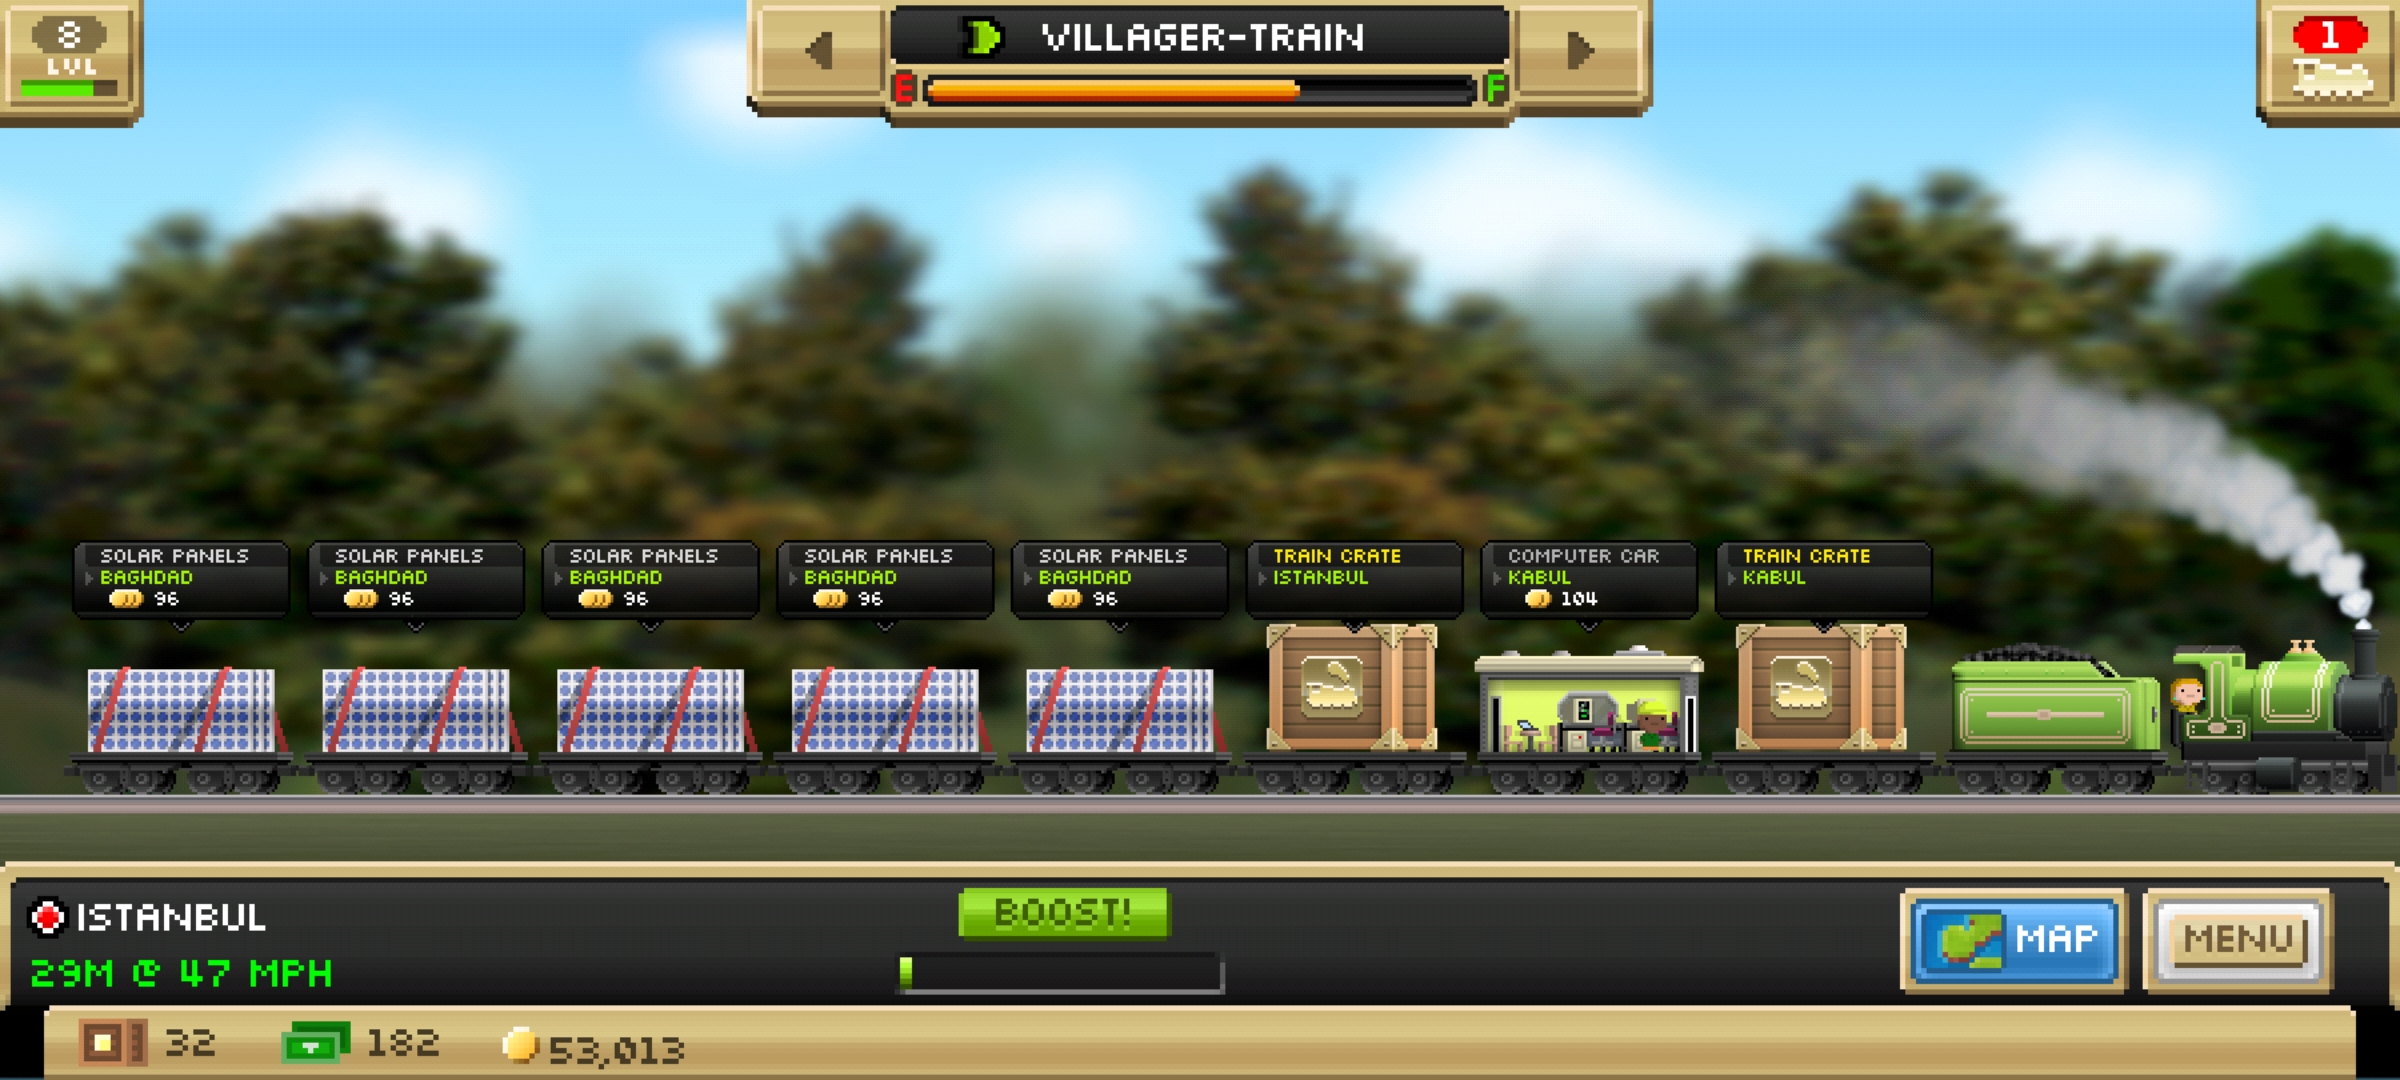 8
LVL
VILLAGER-TRAIN
E F
1
SOLAR PANELS
BAGHDAD
96
SOLAR PANELS
BAGHDAD
96
SOLAR PANELS
BAGHDAD
96
SOLAR PANELS
BAGHDAD
96
SOLAR PANELS
BAGHDAD
96
TRAIN CRATE
ISTANBUL
COMPUTER CAR
KABUL
104
TRAIN CRATE
KABUL
ISTANBUL
29M @ 47 MPH
BOOST!
MAP
MENU
32
182
53,013